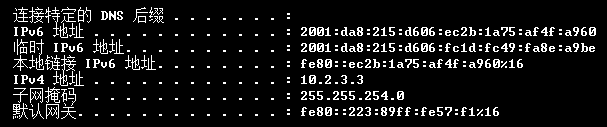 连接特定的 DNS 后缀 . . . . . . . :
IPv6 地址 . . . . . . . . . . . . : 2001:da8:215:d606:ec2b:1a75:af4f:a960
临时 IPv6 地址. . . . . . . . . . : 2001:da8:215:d606:fc1d:fc49:fa8e:a9be
本地链接 IPv6 地址. . . . . . . . : fe80::ec2b:1a75:af4f:a960%16
IPv4 地址 . . . . . . . . . . . . : 10.2.3.3
子网掩码 . . . . . . . . . . . . : 255.255.254.0
默认网关. . . . . . . . . . . . . : fe80::223:89ff:fe57:f1%16